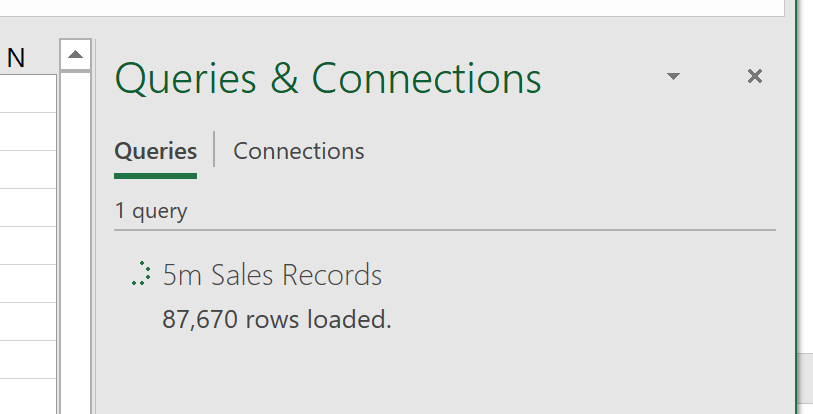 N
Queries & Connections
Queries
Connections
1 query
5m Sales Records
87,670 rows loaded.